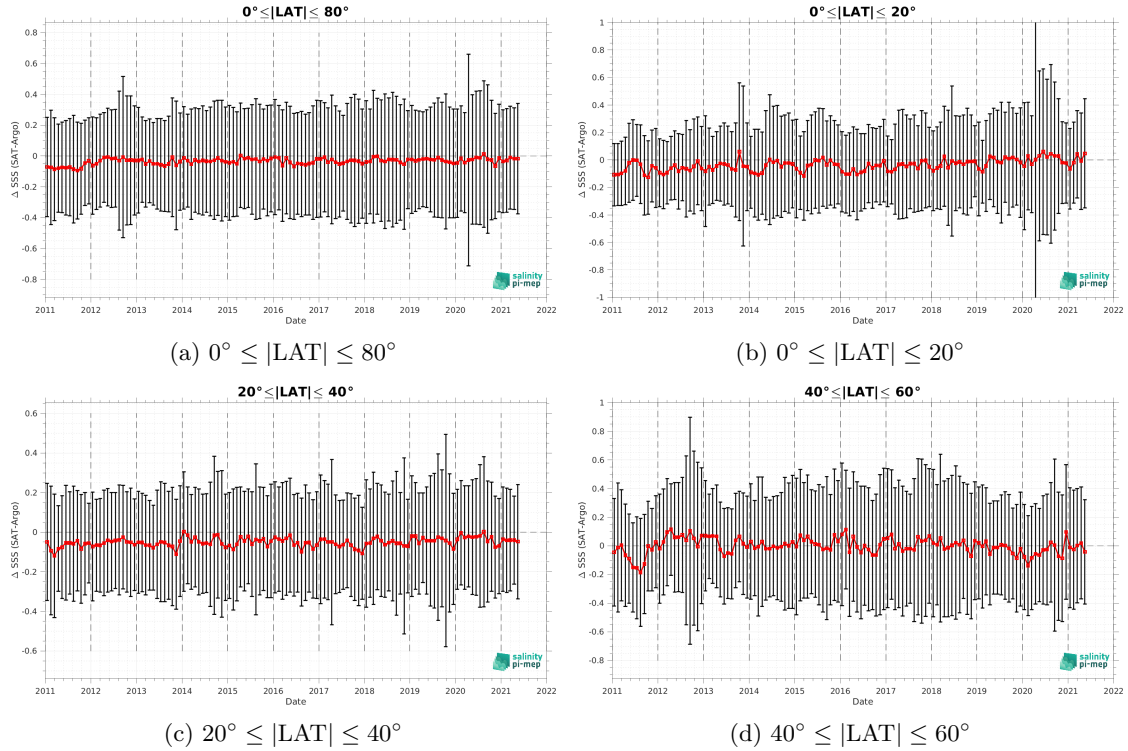 0°≤|LAT|≤ 80°
Δ SSS (SAT-Argo)
0.8
0.6
0.4
0.2
0
-0.2
-0.4
-0.6
-0.8
salinity
pi-mep
2011 2012 2013 2014 2015 2016 2017 2018 2019 2020 2021 2022
Date
(a) 0° ≤ |LAT| ≤ 80°
0°≤|LAT|≤ 20°
Δ SSS (SAT-Argo)
1
0.8
0.6
0.4
0.2
0
-0.2
-0.4
-0.6
-0.8
-1
salinity
pi-mep
2011 2012 2013 2014 2015 2016 2017 2018 2019 2020 2021 2022
Date
(b) 0° ≤ |LAT| ≤ 20°
20°≤|LAT|≤ 40°
Δ SSS (SAT-Argo)
0.6
0.4
0.2
0
-0.2
-0.4
-0.6
salinity
pi-mep
2011 2012 2013 2014 2015 2016 2017 2018 2019 2020 2021 2022
Date
(c) 20° ≤ |LAT| ≤ 40°
40°≤|LAT|≤ 60°
Δ SSS (SAT-Argo)
1
0.8
0.6
0.4
0.2
0
-0.2
-0.4
-0.6
-0.8
salinity
pi-mep
2011 2012 2013 2014 2015 2016 2017 2018 2019 2020 2021 2022
Date
(d) 40° ≤ |LAT| ≤ 60°